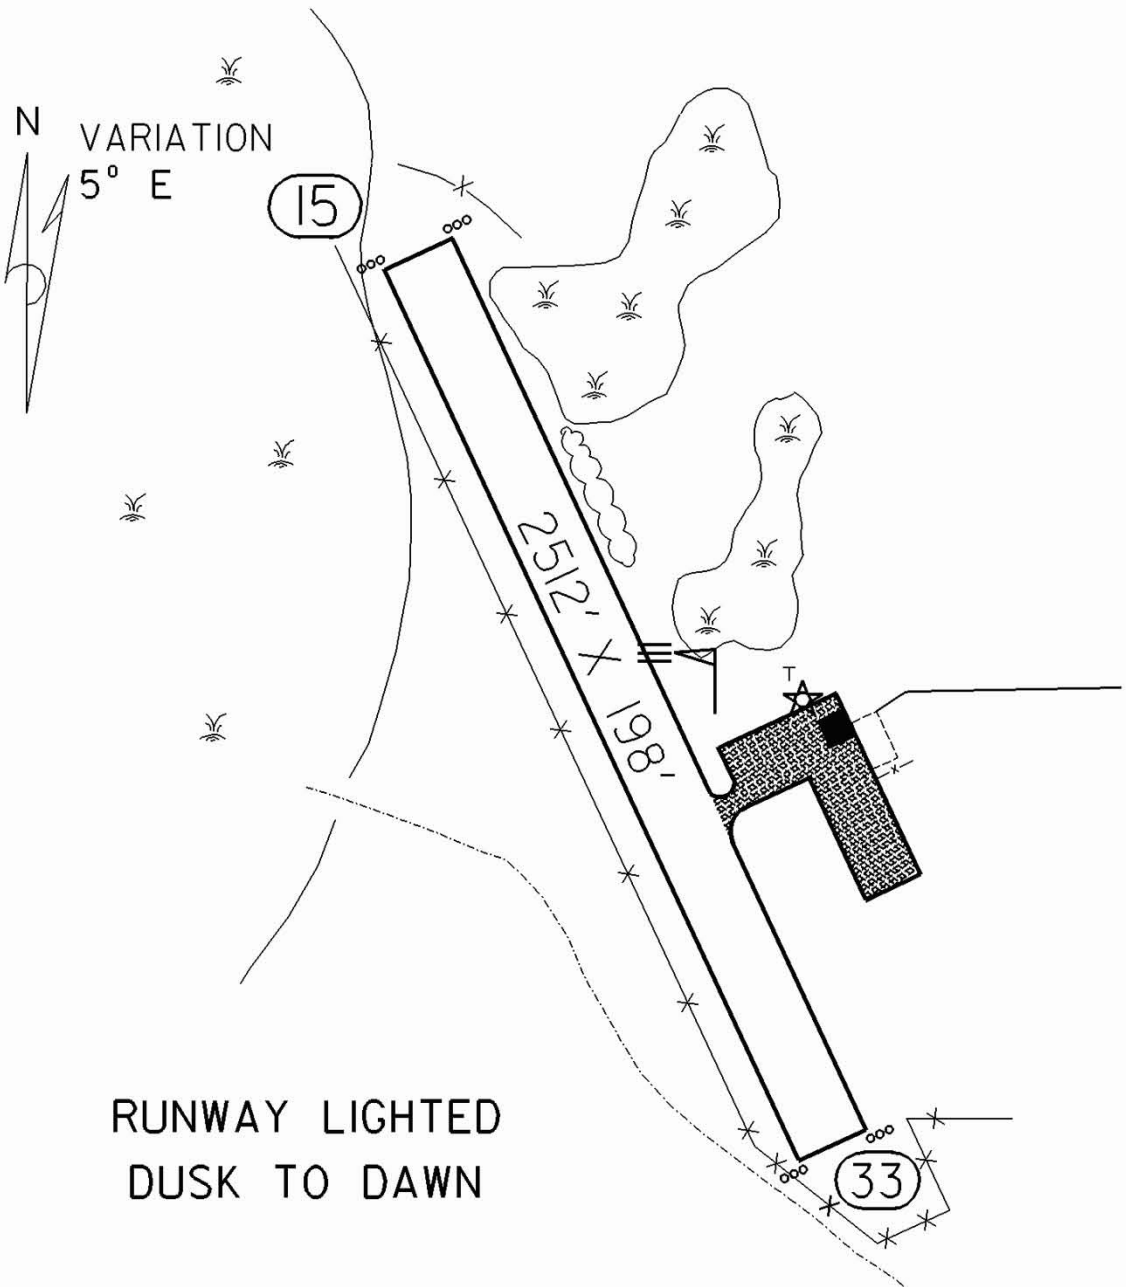 N
VARIATION
5° E
15
2512' X 198'
T
33
RUNWAY LIGHTED
DUSK TO DAWN